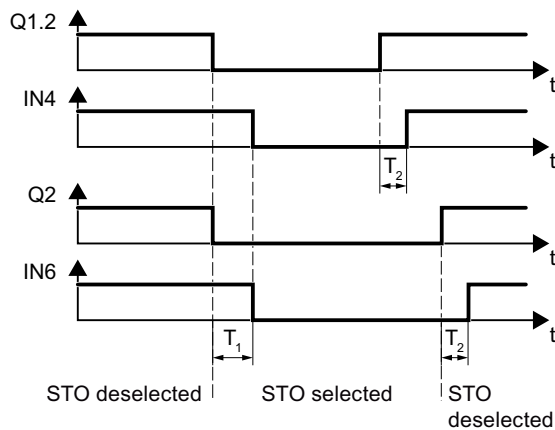 Q1.2
t
IN4
t
T2
Q2
t
IN6
t
T1
T2
STO deselected
STO selected
STO
deselected